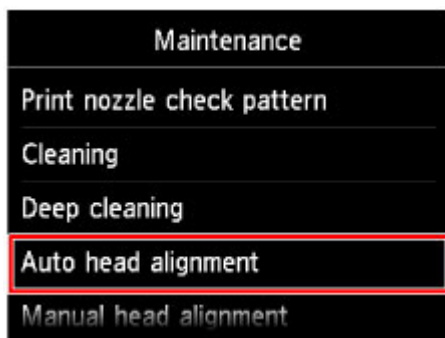 Maintenance
Print nozzle check pattern
Cleaning
Deep cleaning
Auto head alignment
Manual head alignment